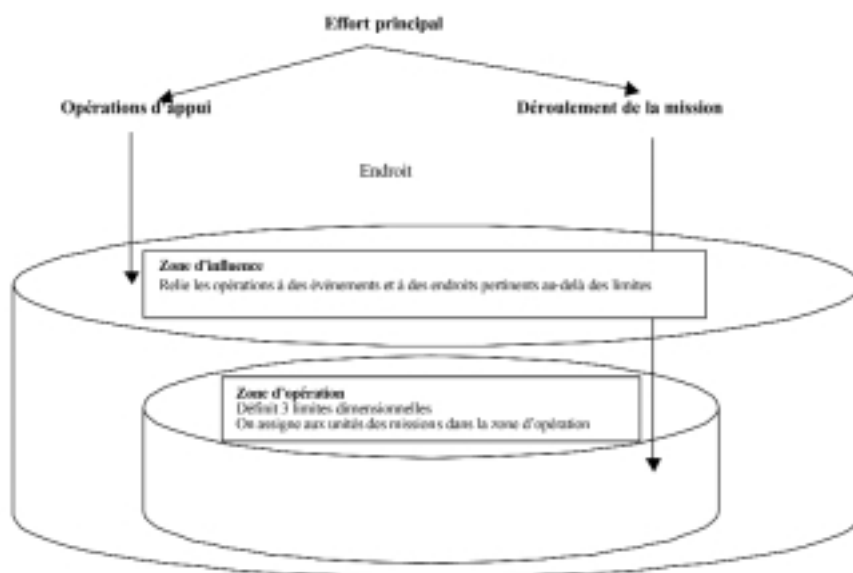 Effort principal
Opérations d'appui
Déroulement de la mission
Endroit
Zone d'influence
Relie les opérations à des événements et à des endroits pertinents au-delà des limites
Zone d'opération
Définit 3 limites dimensionnelles
On assigne aux unités des missions dans la zone d'opération